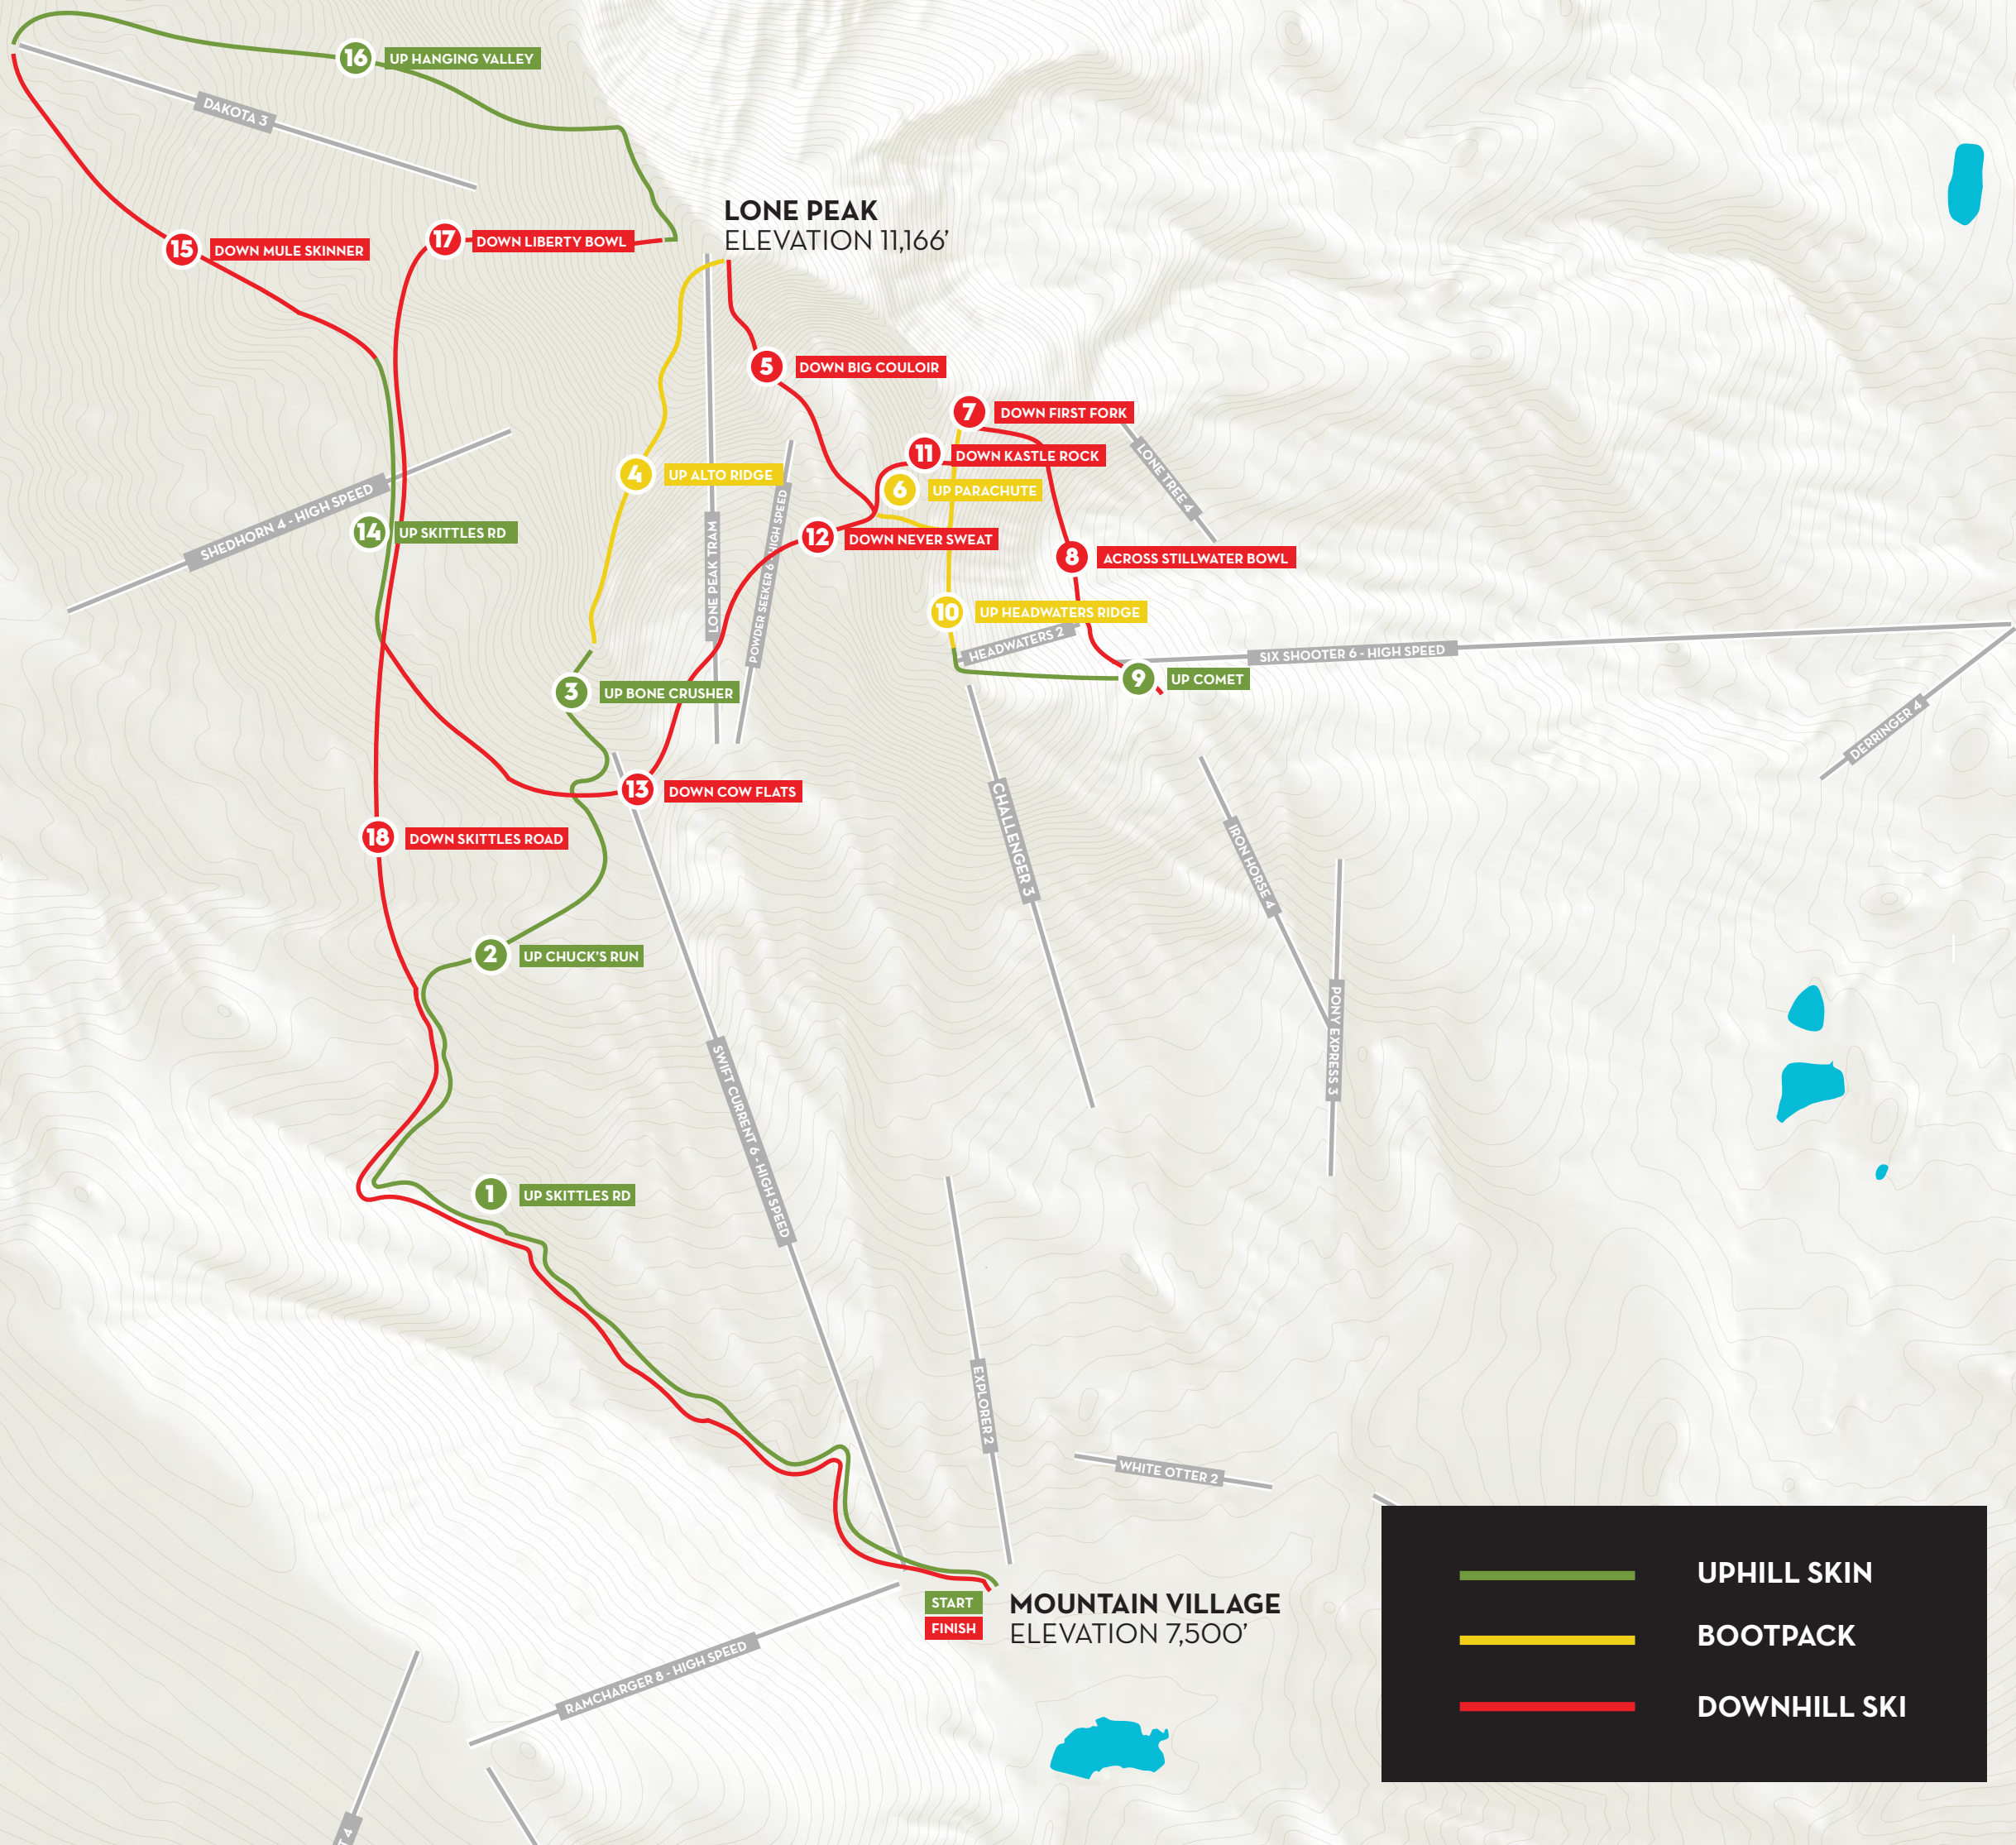 16 UP HANGING VALLEY
DAKOTA 3
LONE PEAK
ELEVATION 11,166’
17 DOWN LIBERTY BOWL
15 DOWN MULE SKINNER
5 DOWN BIG COULOIR
7 DOWN FIRST FORK
11 DOWN KASTLE ROCK
LONE TREE 4
4 UP ALTO RIDGE
6 UP PARACHUTE
SHEDHORN 4 - HIGH SPEED
14 UP SKITTLES RD
LONE PEAK TRAM
POWDER SEEKER 6 - HIGH SPEED
12 DOWN NEVER SWEAT
8 ACROSS STILLWATER BOWL
10 UP HEADWATERS RIDGE
HEADWATERS 2
SIX SHOOTER 6 - HIGH SPEED
9 UP COMET
3 UP BONE CRUSHER
DERRINGER 4
13 DOWN COW FLATS
CHALLENGER 3
IRON HORSE 4
18 DOWN SKITTLES ROAD
2 UP CHUCK’S RUN
PONY EXPRESS 3
SWIFT CURRENT 6 - HIGH SPEED
1 UP SKITTLES RD
EXPLORER 2
WHITE OTTER 2
START
FINISH
MOUNTAIN VILLAGE
ELEVATION 7,500’
RAMCHARGER 8 - HIGH SPEED
UPHILL SKIN
BOOTPACK
DOWNHILL SKI
4